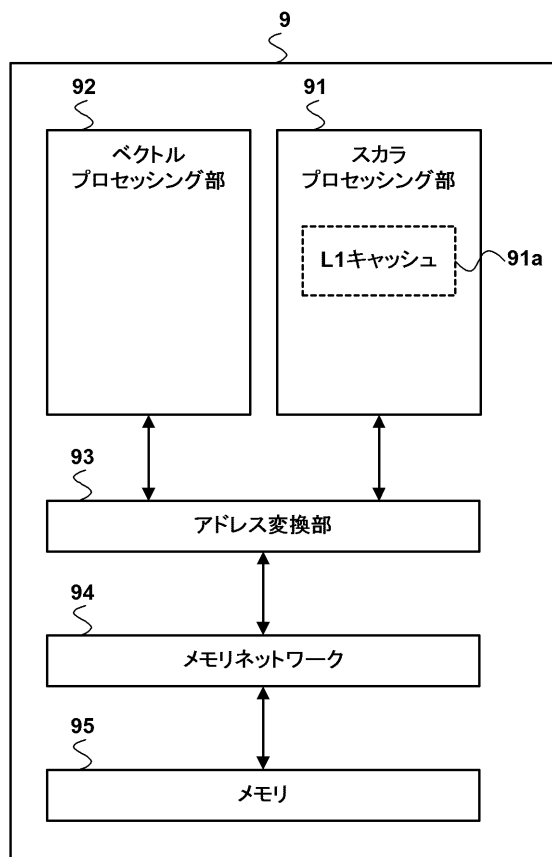 9
92
91
ベクトル
プロセッシング部
スカラ
プロセッシング部
L1キャッシュ
91a
93
アドレス変換部
94
メモリネットワーク
95
メモリ